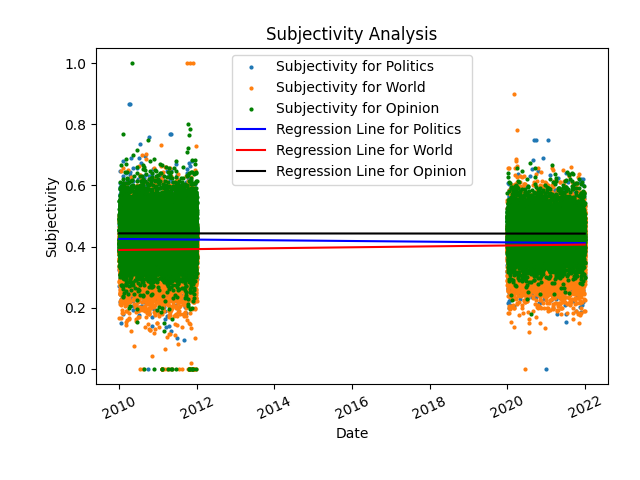 Subjectivity Analysis
Subjectivity for Politics
Subjectivity for World
Subjectivity for Opinion
Regression Line for Politics
Regression Line for World
Regression Line for Opinion
1.0
0.8
0.6
0.4
0.2
0.0
Subjectivity
2010 2012 2014 2016 2018 2020 2022
Date